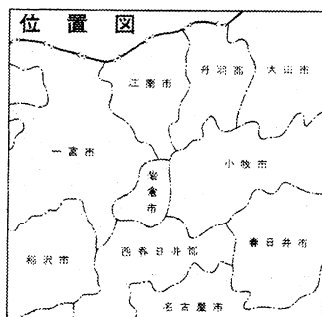 位置図
江南市
丹羽郡
犬山市
一宮市
小牧市
岩倉市
稲沢市
西春日井郡
春日井市
名古屋市